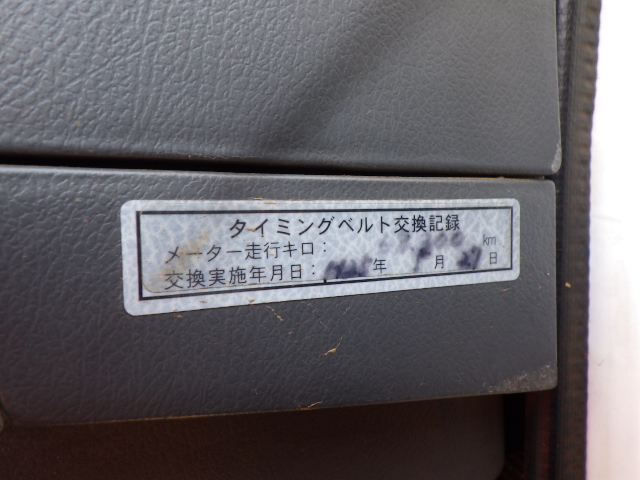 タイミングベルト交換記録
メーター走行キロ： km
交換実施年月日： 年 月 日